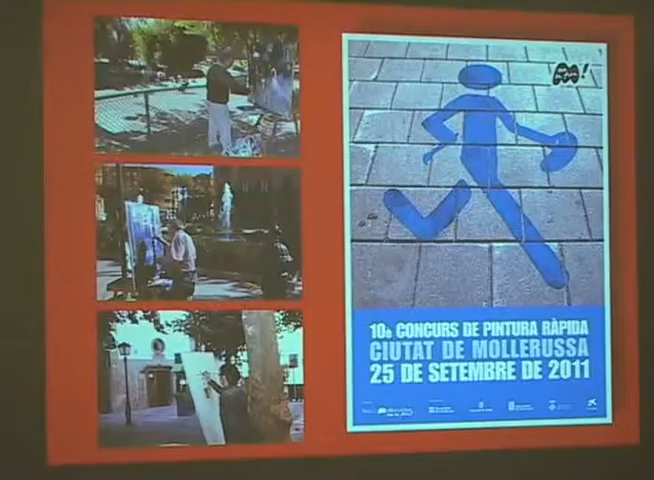 10è CONCURS DE PINTURA RÀPIDA
CIUTAT DE MOLLERUSSA
25 DE SETEMBRE DE 2011